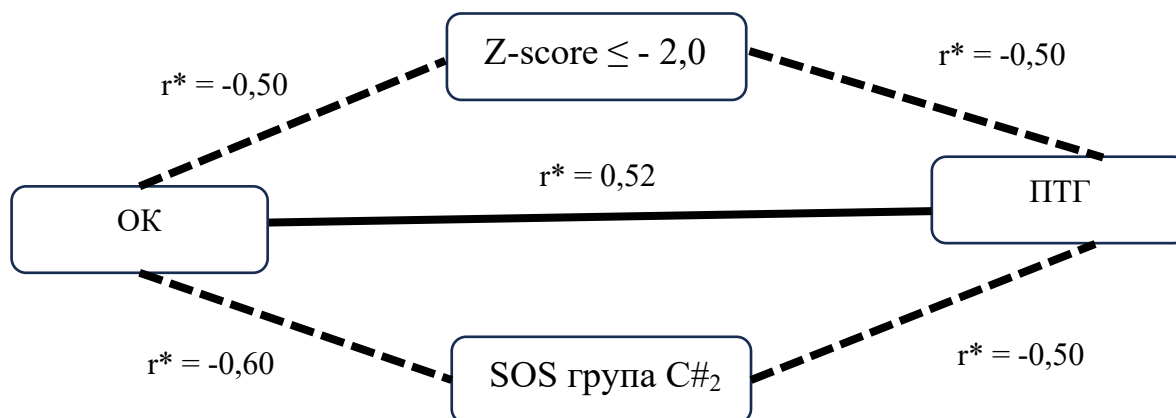 Z-score ≤ - 2,0
r* = -0,50
r* = -0,50
r* = 0,52
ОК
ПТГ
r* = -0,60
SOS група С#₂
r* = -0,50